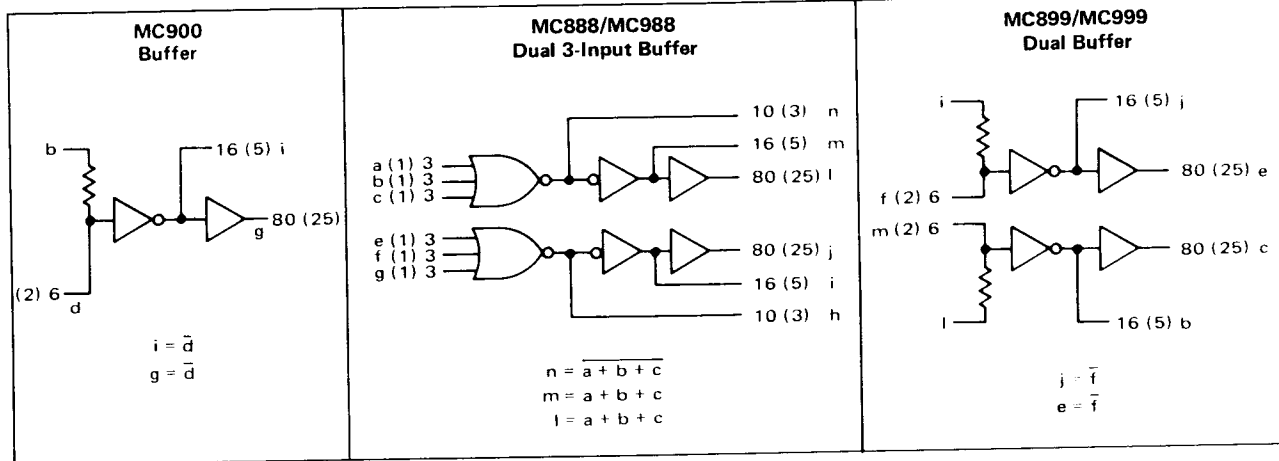 MC900
Buffer
b
16 (5) i
80 (25)
g
(2) 6
d
i = d̅
g = d̅
MC888/MC988
Dual 3-Input Buffer
10 (3) n
16 (5) m
a (1) 3
b (1) 3
c (1) 3
80 (25) l
e (1) 3
f (1) 3
g (1) 3
80 (25) j
16 (5) i
10 (3) h
n = a̅ ̅+̅ ̅b̅ ̅+̅ ̅c̅
m = a + b + c
l = a + b + c
MC899/MC999
Dual Buffer
i
16 (5) j
80 (25) e
f (2) 6
m (2) 6
80 (25) c
l
16 (5) b
j = f̅
e = f̅